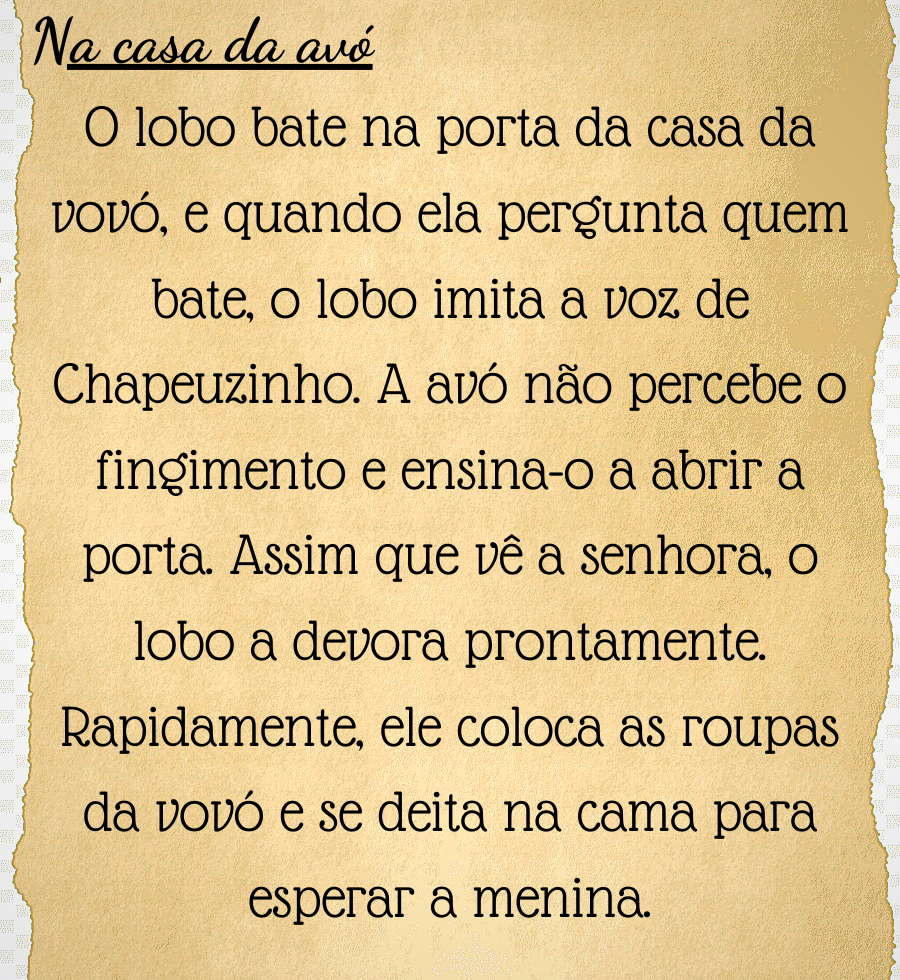 Na casa da avó
O lobo bate na porta da casa da
vovó, e quando ela pergunta quem
bate, o lobo imita a voz de
Chapeuzinho. A avó não percebe o
fingimento e ensina-o a abrir a
porta. Assim que vê a senhora, o
lobo a devora prontamente.
Rapidamente, ele coloca as roupas
da vovó e se deita na cama para
esperar a menina.